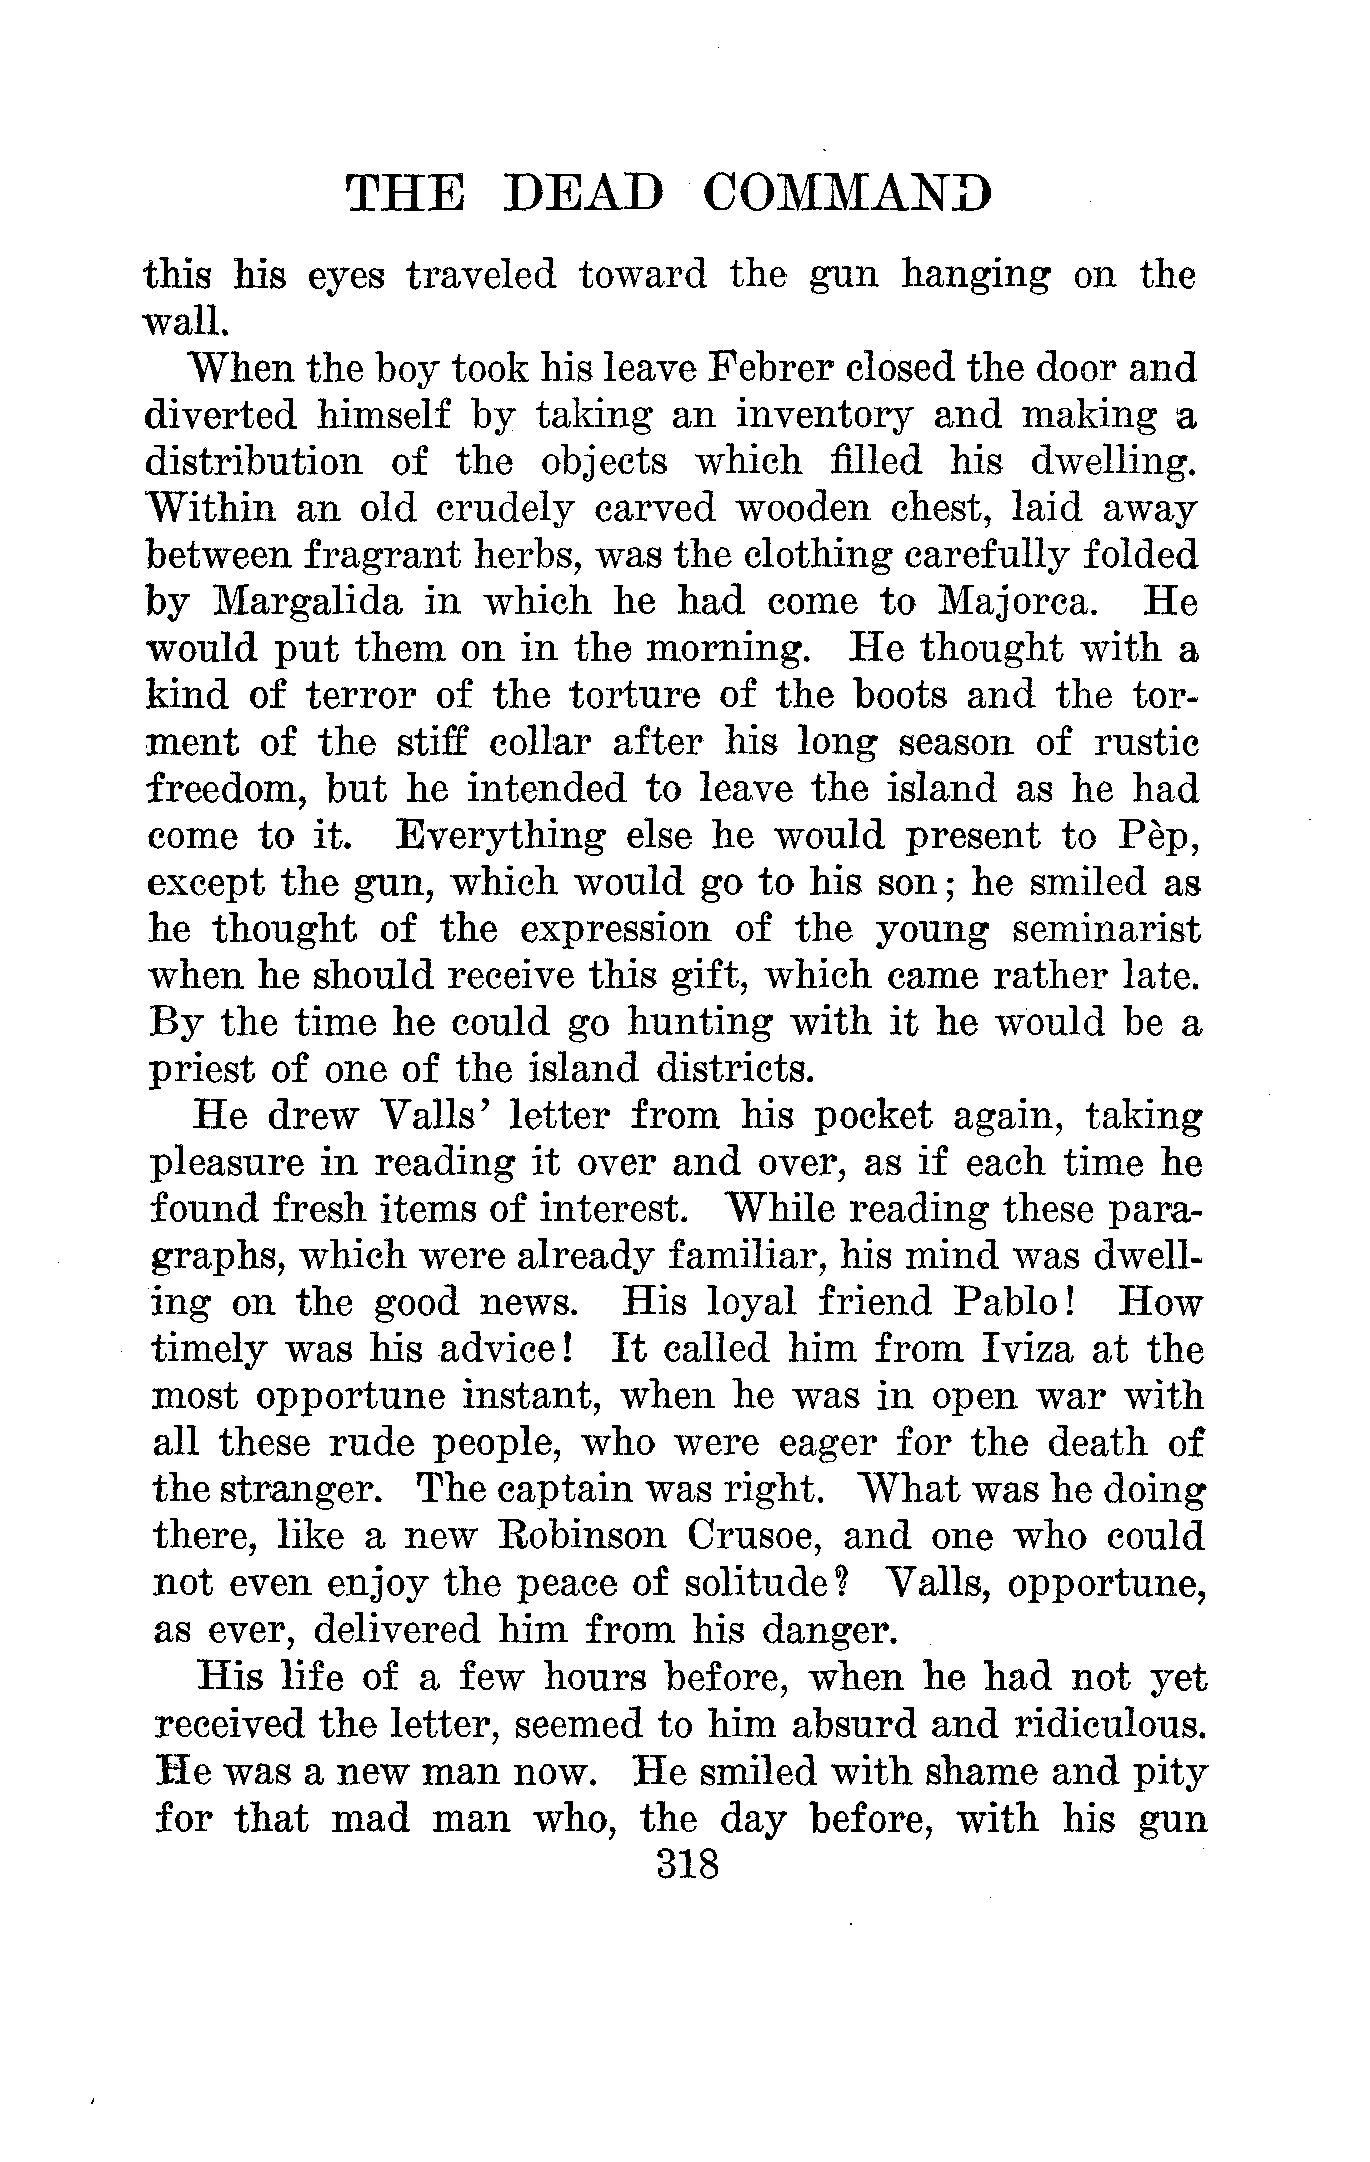 THE DEAD COMMAND
this his eyes traveled toward the gun hanging on the
wall.
When the boy took his leave Febrer closed the door and
diverted himself by taking an inventory and making a
distribution of the objects which filled his dwelling.
Within an old crudely carved wooden chest, laid away
between fragrant herbs, was the clothing carefully folded
by Margalida in which he had come to Majorca. He
would put them on in the morning. He thought with a
kind of terror of the torture of the boots and the tor-
ment of the stiff collar after his long season of rustic
freedom, but he intended to leave the island as he had
come to it. Everything else he would present to Pèp,
except the gun, which would go to his son; he smiled as
he thought of the expression of the young seminarist
when he should receive this gift, which came rather late.
By the time he could go hunting with it he would be a
priest of one of the island districts.
He drew Valls' letter from his pocket again, taking
pleasure in reading it over and over, as if each time he
found fresh items of interest. While reading these para-
graphs, which were already familiar, his mind was dwell-
ing on the good news. His loyal friend Pablo! How
timely was his advice! It called him from Iviza at the
most opportune instant, when he was in open war with
all these rude people, who were eager for the death of
the stranger. The captain was right. What was he doing
there, like a new Robinson Crusoe, and one who could
not even enjoy the peace of solitude? Valls, opportune,
as ever, delivered him from his danger.
His life of a few hours before, when he had not yet
received the letter, seemed to him absurd and ridiculous.
He was a new man now. He smiled with shame and pity
for that mad man who, the day before, with his gun
318